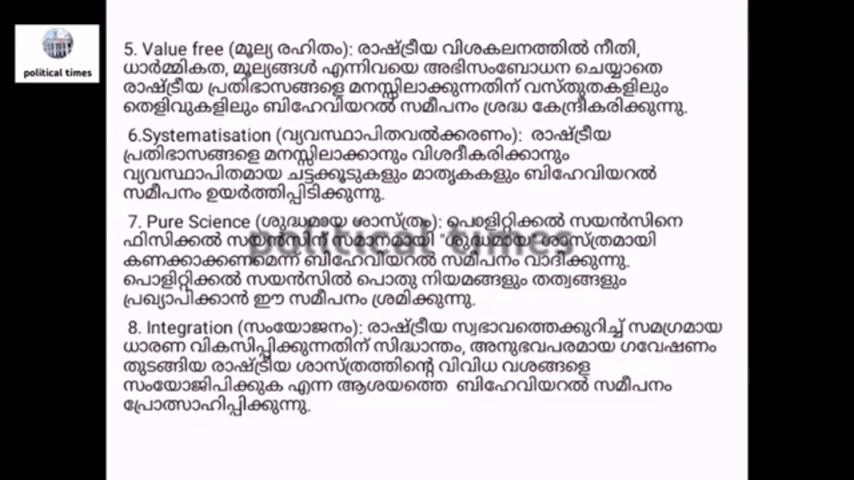 political times
5. Value free (മൂല്യ രഹിതം): രാഷ്ട്രീയ വിശകലനത്തിൽ നീതി,
ധാർമ്മികത, മൂല്യങ്ങൾ എന്നിവയെ അഭിസംബോധന ചെയ്യാതെ
രാഷ്ട്രീയ പ്രതിഭാസങ്ങളെ മനസ്സിലാക്കുന്നതിന് വസ്തുതകളിലും
തെളിവുകളിലും ബിഹേവിയറൽ സമീപനം ശ്രദ്ധ കേന്ദ്രീകരിക്കുന്നു.
6.Systematisation (വ്യവസ്ഥാപിതവൽക്കരണം): രാഷ്ട്രീയ
പ്രതിഭാസങ്ങളെ മനസിലാക്കാനും വിശദീകരിക്കാനും
വ്യവസ്ഥാപിതമായ ചട്ടക്കൂടുകളും മാതൃകകളും ബിഹേവിയറൽ
സമീപനം ഉയർത്തിപ്പിടിക്കുന്നു.
7. Pure Science (ശുദ്ധമായ ശാസ്ത്രം): പൊളിറ്റിക്കൽ സയൻസിനെ
ഫിസിക്കൽ സയൻസിന് സമാനമായി "ശുദ്ധമായ" ശാസ്ത്രമായി
കണക്കാക്കണമെന്ന് ബിഹേവിയറൽ സമീപനം വാദിക്കുന്നു.
political times
പൊളിറ്റിക്കൽ സയൻസിൽ പൊതു നിയമങ്ങളും തത്വങ്ങളും
പ്രഖ്യാപിക്കാൻ ഈ സമീപനം ശ്രമിക്കുന്നു.
8. Integration (സംയോജനം): രാഷ്ട്രീയ സ്വഭാവത്തെക്കുറിച്ച് സമഗ്രമായ
ധാരണ വികസിപ്പിക്കുന്നതിന് സിദ്ധാന്തം, അനുഭവപരമായ ഗവേഷണം
തുടങ്ങിയ രാഷ്ട്രീയ ശാസ്ത്രത്തിന്റെ വിവിധ വശങ്ങളെ
സംയോജിപിക്കുക എന്ന ആശയത്തെ ബിഹേവിയറൽ സമീപനം
പ്രോത്സാഹിപ്പിക്കുന്നു.